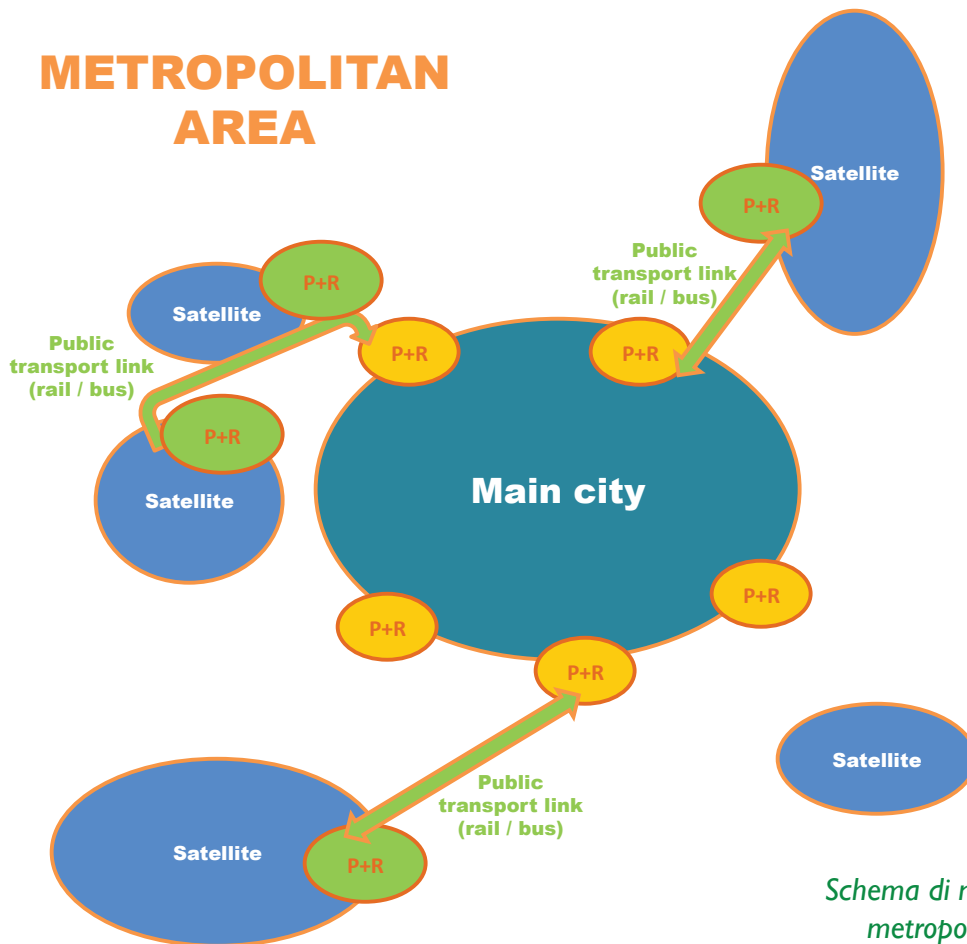 METROPOLITAN
AREA
Satellite
P+R
Public
transport link
(rail / bus)
P+R
Satellite
Public
transport link
(rail / bus)
P+R
P+R
P+R
Satellite
Main city
P+R
P+R
P+R
Public
transport link
(rail / bus)
Satellite
P+R
Satellite
Schema di
metropo